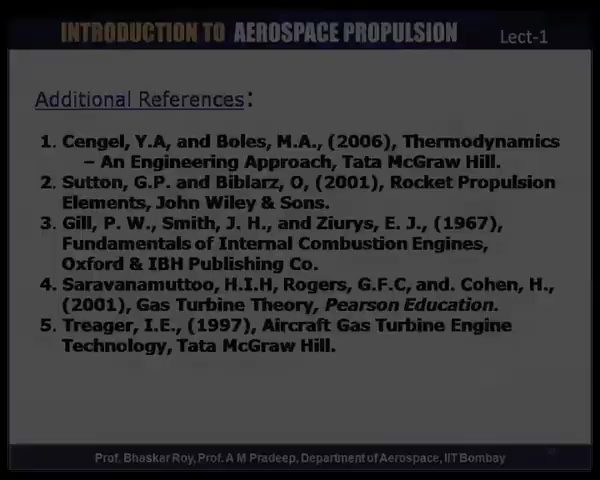 INTRODUCTION TO AEROSPACE PROPULSION Lect-1
Additional References:
1. Cengel, Y.A, and Boles, M.A., (2006), Thermodynamics
– An Engineering Approach, Tata McGraw Hill.
2. Sutton, G.P. and Biblarz, O, (2001), Rocket Propulsion
Elements, John Wiley & Sons.
3. Gill, P. W., Smith, J. H., and Ziurys, E. J., (1967),
Fundamentals of Internal Combustion Engines,
Oxford & IBH Publishing Co.
4. Saravanamuttoo, H.I.H, Rogers, G.F.C, and. Cohen, H.,
(2001), Gas Turbine Theory, Pearson Education.
5. Treager, I.E., (1997), Aircraft Gas Turbine Engine
Technology, Tata McGraw Hill.
Prof. Bhaskar Roy, Prof. A M Pradeep, Department of Aerospace, IIT Bombay